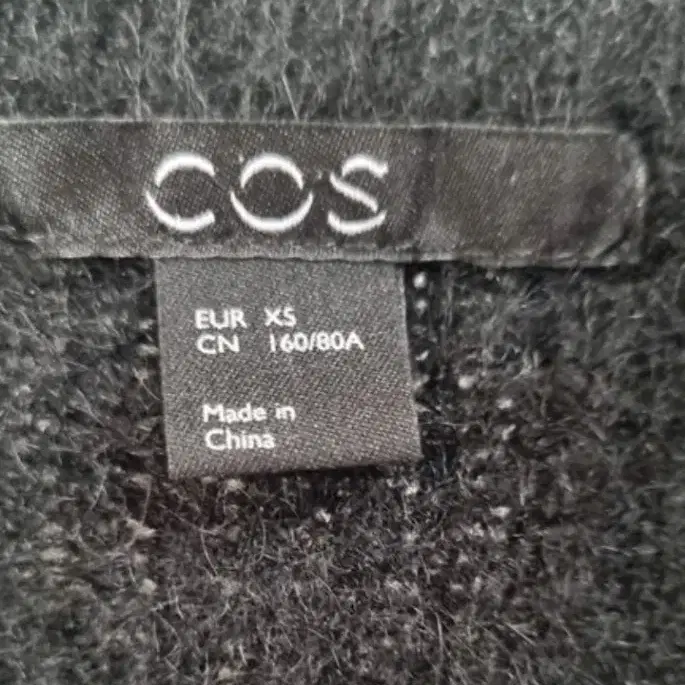 COS
EUR XS
CN 160/80A
Made in
China